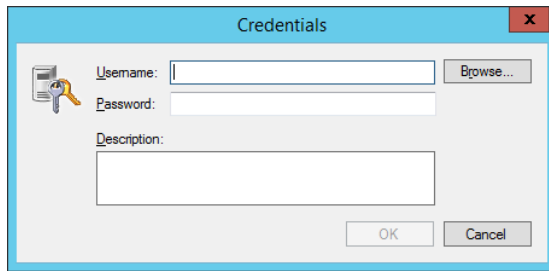 Credentials
x
Username:
Browse...
Password:
Description:
OK
Cancel